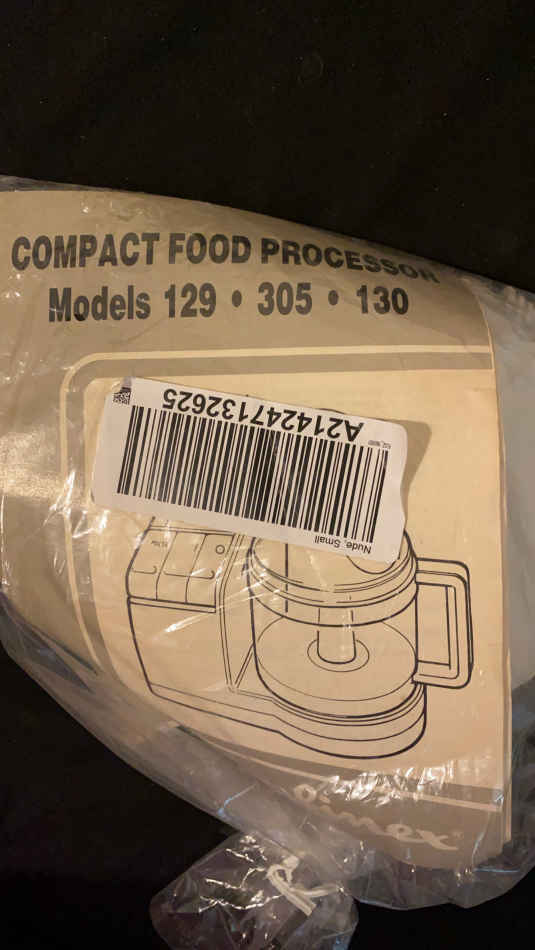 COMPACT FOOD PROCESSOR
Models 129 • 305 • 130
A214247132625
Nude, Small